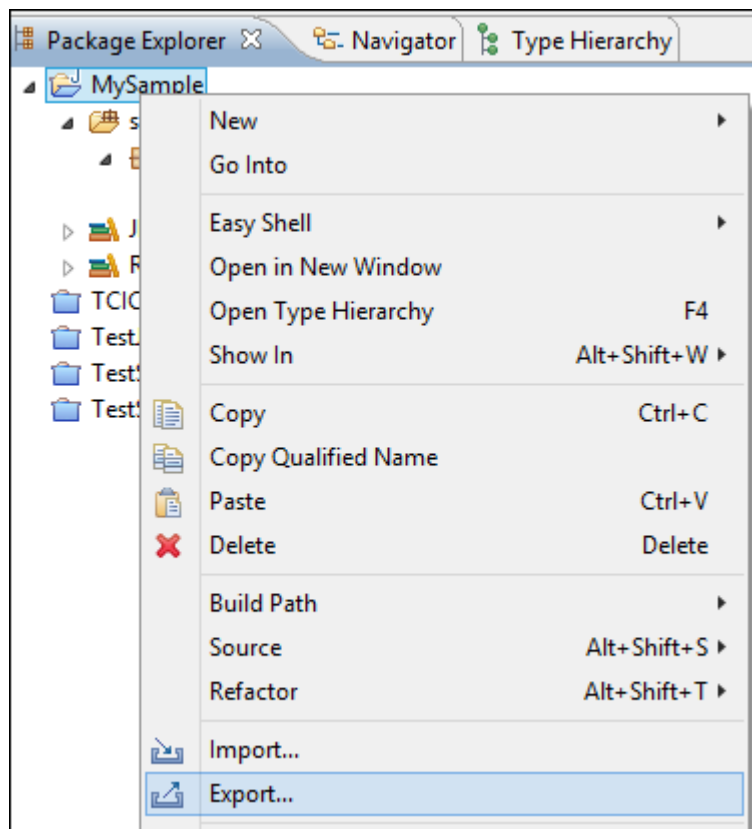 Package Explorer Navigator Type Hierarchy
MySample
New
Go Into
Easy Shell
Open in New Window
Open Type Hierarchy F4
Show In Alt+Shift+W
Copy Ctrl+C
Copy Qualified Name
Paste Ctrl+V
Delete Delete
Build Path
Source Alt+Shift+S
Refactor Alt+Shift+T
Import...
Export...